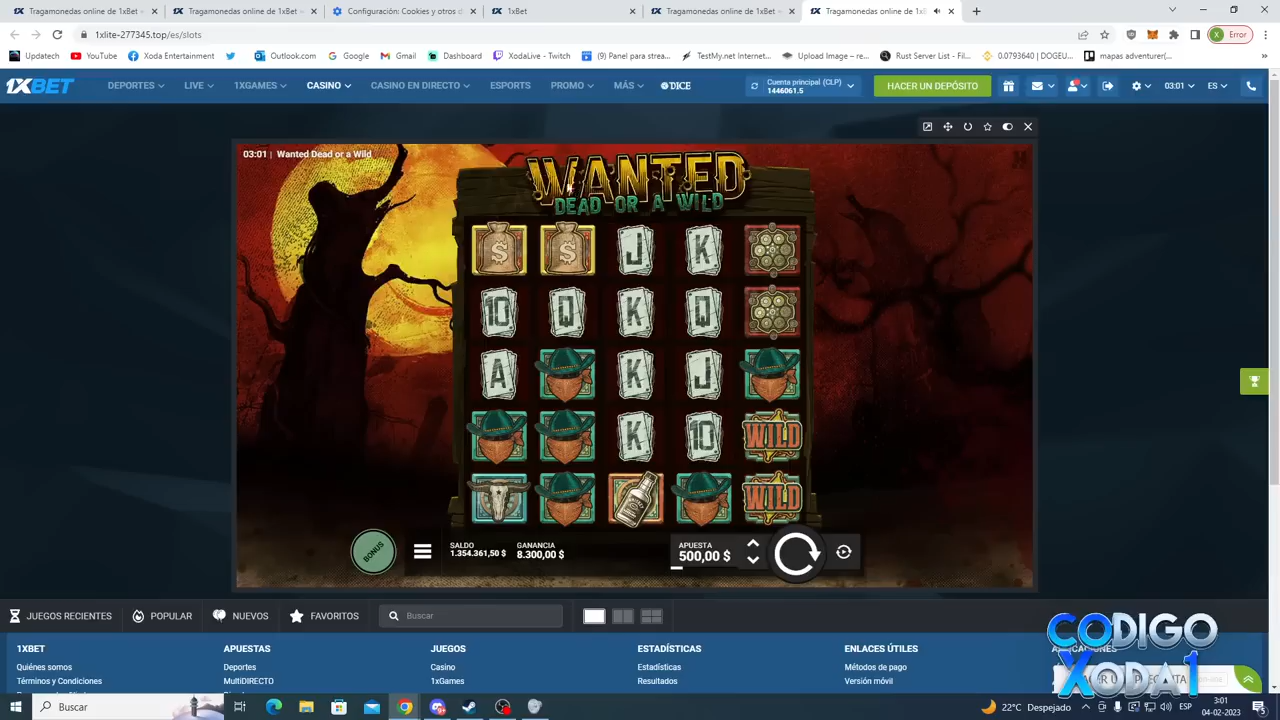 Tragamonedas online de 1xBet
Tragamonedas online de 1xBet
Configuración: Cookies y otros d
1xBet
Tragamonedas online de 1xBet
Tragamonedas online de 1xB
1xlite-277345.top/es/slots
Error
Updatech
YouTube
Xoda Entertainment
Outlook.com
Google
Gmail
Dashboard
XodaLive - Twitch
(9) Panel para strea...
TestMy.net Internet...
Upload Image – re...
Rust Server List - Fil...
0.0793640 | DOGEU...
mapas adventurer(...
1XBET
DEPORTES
LIVE
1XGAMES
CASINO
CASINO EN DIRECTO
ESPORTS
PROMO
MÁS
DICE
Cuenta principal (CLP)
1446061.5
HACER UN DEPÓSITO
03:01
ES
03:01 | Wanted Dead or a Wild
WANTED
DEAD OR A WILD
$ $ J K
10 Q K Q
A K J
K 10 WILD
WILD
BONUS
SALDO
1.354.361,50 $
GANANCIA
8.300,00 $
APUESTA
500,00 $
JUEGOS RECIENTES
POPULAR
NUEVOS
FAVORITOS
Buscar
CODIGO
XODA1
1XBET
Quiénes somos
Términos y Condiciones
APUESTAS
Deportes
MultiDIRECTO
JUEGOS
Casino
1xGames
ESTADÍSTICAS
Estadísticas
Resultados
ENLACES ÚTILES
Métodos de pago
Versión móvil
Buscar
22°C Despejado
ESP
3:01
4-02-2023
5